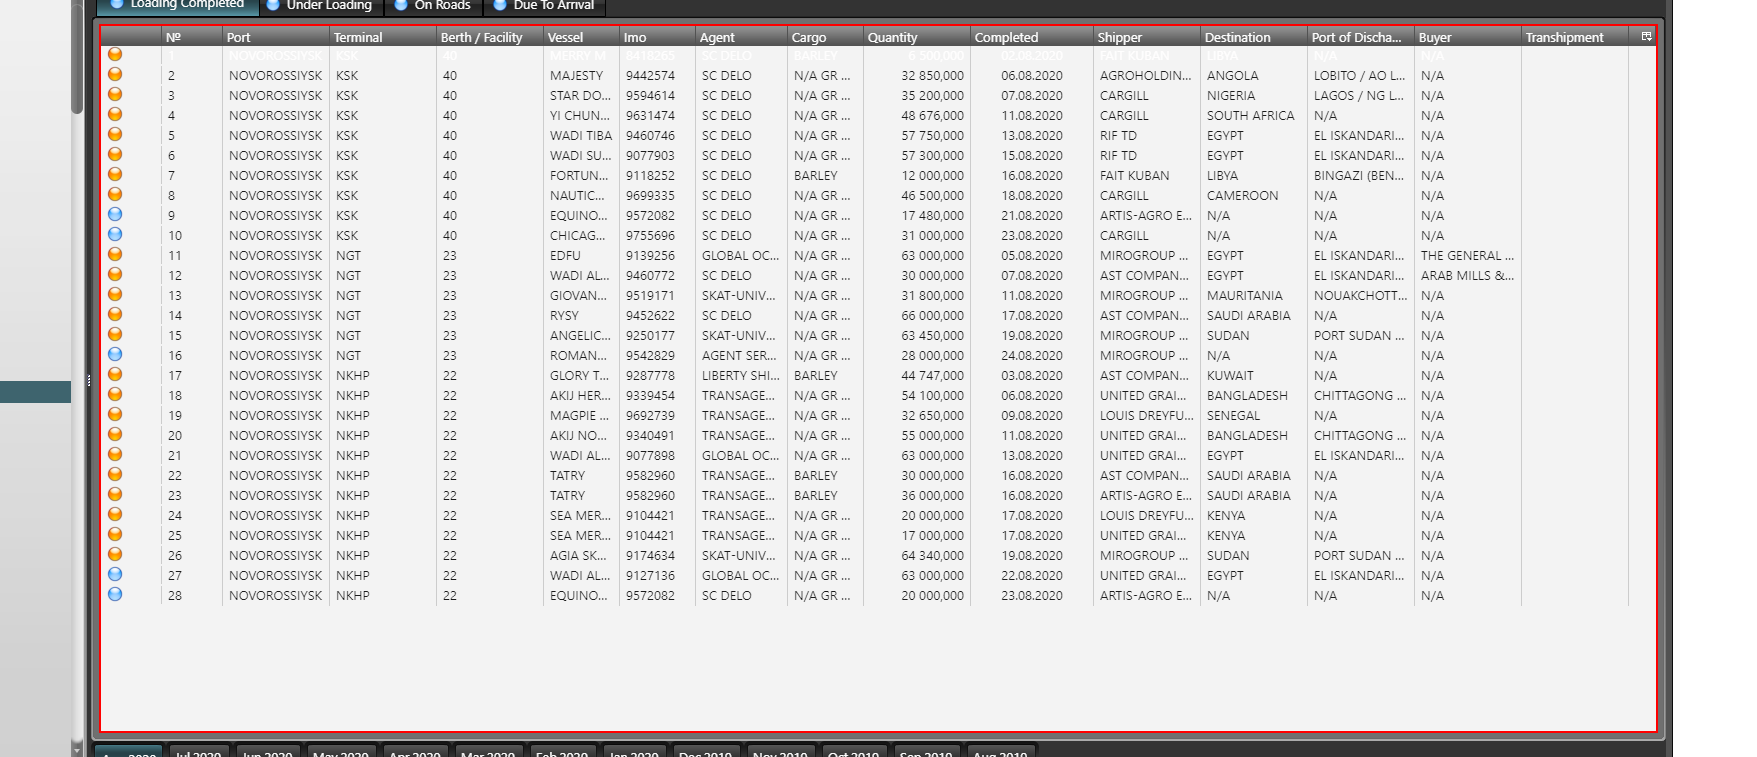 Loading Completed Under Loading On Roads Due To Arrival
№ Port Terminal Berth / Facility Vessel Imo Agent Cargo Quantity Completed Shipper Destination Port of Discha... Buyer Transhipment
1 NOVOROSSIYSK KSK 40 MERRY M 8418265 SC DELO BARLEY 6 500,000 02.08.2020 FAIT KUBAN LIBYA N/A N/A
2 NOVOROSSIYSK KSK 40 MAJESTY 9442574 SC DELO N/A GR ... 32 850,000 06.08.2020 AGROHOLDIN... ANGOLA LOBITO / AO L... N/A
3 NOVOROSSIYSK KSK 40 STAR DO... 9594614 SC DELO N/A GR ... 35 200,000 07.08.2020 CARGILL NIGERIA LAGOS / NG L... N/A
4 NOVOROSSIYSK KSK 40 YI CHUN... 9631474 SC DELO N/A GR ... 48 676,000 11.08.2020 CARGILL SOUTH AFRICA N/A N/A
5 NOVOROSSIYSK KSK 40 WADI TIBA 9460746 SC DELO N/A GR ... 57 750,000 13.08.2020 RIF TD EGYPT EL ISKANDARI... N/A
6 NOVOROSSIYSK KSK 40 WADI SU... 9077903 SC DELO N/A GR ... 57 300,000 15.08.2020 RIF TD EGYPT EL ISKANDARI... N/A
7 NOVOROSSIYSK KSK 40 FORTUN... 9118252 SC DELO BARLEY 12 000,000 16.08.2020 FAIT KUBAN LIBYA BINGAZI (BEN... N/A
8 NOVOROSSIYSK KSK 40 NAUTIC... 9699335 SC DELO N/A GR ... 46 500,000 18.08.2020 CARGILL CAMEROON N/A N/A
9 NOVOROSSIYSK KSK 40 EQUINO... 9572082 SC DELO N/A GR ... 17 480,000 21.08.2020 ARTIS-AGRO E... N/A N/A N/A
10 NOVOROSSIYSK KSK 40 CHICAG... 9755696 SC DELO N/A GR ... 31 000,000 23.08.2020 CARGILL N/A N/A N/A
11 NOVOROSSIYSK NGT 23 EDFU 9139256 GLOBAL OC... N/A GR ... 63 000,000 05.08.2020 MIROGROUP ... EGYPT EL ISKANDARI... THE GENERAL ...
12 NOVOROSSIYSK NGT 23 WADI AL... 9460772 SC DELO N/A GR ... 30 000,000 07.08.2020 AST COMPAN... EGYPT EL ISKANDARI... ARAB MILLS &...
13 NOVOROSSIYSK NGT 23 GIOVAN... 9519171 SKAT-UNIV... N/A GR ... 31 800,000 11.08.2020 MIROGROUP ... MAURITANIA NOUAKCHOTT... N/A
14 NOVOROSSIYSK NGT 23 RYSY 9452622 SC DELO N/A GR ... 66 000,000 17.08.2020 AST COMPAN... SAUDI ARABIA N/A N/A
15 NOVOROSSIYSK NGT 23 ANGELIC... 9250177 SKAT-UNIV... N/A GR ... 63 450,000 19.08.2020 MIROGROUP ... SUDAN PORT SUDAN ... N/A
16 NOVOROSSIYSK NGT 23 ROMAN... 9542829 AGENT SER... N/A GR ... 28 000,000 24.08.2020 MIROGROUP ... N/A N/A N/A
17 NOVOROSSIYSK NKHP 22 GLORY T... 9287778 LIBERTY SHI... BARLEY 44 747,000 03.08.2020 AST COMPAN... KUWAIT N/A N/A
18 NOVOROSSIYSK NKHP 22 AKIJ HER... 9339454 TRANSAGE... N/A GR ... 54 100,000 06.08.2020 UNITED GRAI... BANGLADESH CHITTAGONG ... N/A
19 NOVOROSSIYSK NKHP 22 MAGPIE ... 9692739 TRANSAGE... N/A GR ... 32 650,000 09.08.2020 LOUIS DREYFU... SENEGAL N/A N/A
20 NOVOROSSIYSK NKHP 22 AKIJ NO... 9340491 TRANSAGE... N/A GR ... 55 000,000 11.08.2020 UNITED GRAI... BANGLADESH CHITTAGONG ... N/A
21 NOVOROSSIYSK NKHP 22 WADI AL... 9077898 GLOBAL OC... N/A GR ... 63 000,000 13.08.2020 UNITED GRAI... EGYPT EL ISKANDARI... N/A
22 NOVOROSSIYSK NKHP 22 TATRY 9582960 TRANSAGE... BARLEY 30 000,000 16.08.2020 AST COMPAN... SAUDI ARABIA N/A N/A
23 NOVOROSSIYSK NKHP 22 TATRY 9582960 TRANSAGE... BARLEY 36 000,000 16.08.2020 ARTIS-AGRO E... SAUDI ARABIA N/A N/A
24 NOVOROSSIYSK NKHP 22 SEA MER... 9104421 TRANSAGE... N/A GR ... 20 000,000 17.08.2020 LOUIS DREYFU... KENYA N/A N/A
25 NOVOROSSIYSK NKHP 22 SEA MER... 9104421 TRANSAGE... N/A GR ... 17 000,000 17.08.2020 UNITED GRAI... KENYA N/A N/A
26 NOVOROSSIYSK NKHP 22 AGIA SK... 9174634 SKAT-UNIV... N/A GR ... 64 340,000 19.08.2020 MIROGROUP ... SUDAN PORT SUDAN ... N/A
27 NOVOROSSIYSK NKHP 22 WADI AL... 9127136 GLOBAL OC... N/A GR ... 63 000,000 22.08.2020 UNITED GRAI... EGYPT EL ISKANDARI... N/A
28 NOVOROSSIYSK NKHP 22 EQUINO... 9572082 SC DELO N/A GR ... 20 000,000 23.08.2020 ARTIS-AGRO E... N/A N/A N/A
Aug 2020 Jul 2020 Jun 2020 May 2020 Apr 2020 Mar 2020 Feb 2020 Jan 2020 Dec 2019 Nov 2019 Oct 2019 Sep 2019 Aug 2019